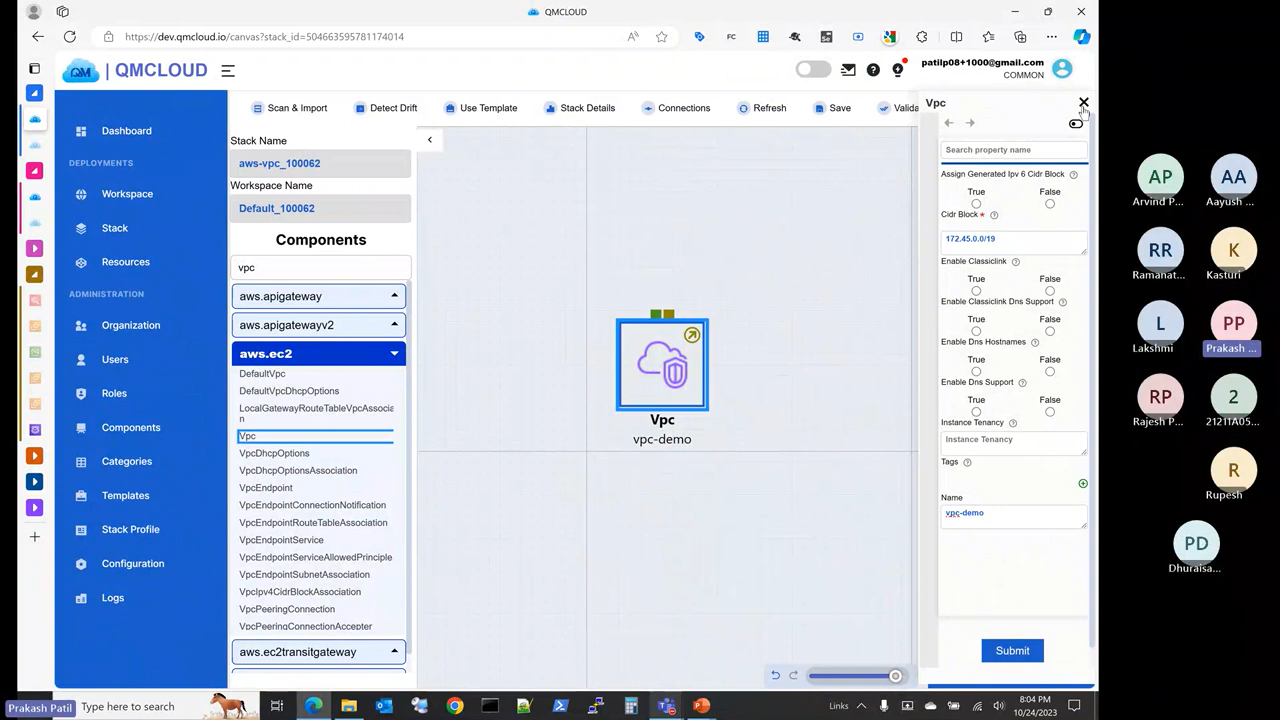 QMCLOUD
https://dev.qmcloud.io/canvas?stack_id=504663595781174014
A
FC
QM | QMCLOUD
patilp08+1000@gmail.com
COMMON
Dashboard
DEPLOYMENTS
Workspace
Stack
Resources
ADMINISTRATION
Organization
Users
Roles
Components
Categories
Templates
Stack Profile
Configuration
Logs
Scan & Import
Detect Drift
Use Template
Stack Details
Connections
Refresh
Save
Valida
Stack Name
aws-vpc_100062
Workspace Name
Default_100062
Components
vpc
aws.apigateway
aws.apigatewayv2
aws.ec2
DefaultVpc
DefaultVpcDhcpOptions
LocalGatewayRouteTableVpcAssociatio
n
Vpc
VpcDhcpOptions
VpcDhcpOptionsAssociation
VpcEndpoint
VpcEndpointConnectionNotification
VpcEndpointRouteTableAssociation
VpcEndpointService
VpcEndpointServiceAllowedPrinciple
VpcEndpointSubnetAssociation
VpcIpv4CidrBlockAssociation
VpcPeeringConnection
VpcPeeringConnectionAccepter
aws.ec2transitgateway
Vpc
vpc-demo
Vpc
Search property name
Assign Generated Ipv 6 Cidr Block ?
True False
Cidr Block * ?
172.45.0.0/19
Enable Classiclink ?
True False
Enable Classiclink Dns Support ?
True False
Enable Dns Hostnames ?
True False
Enable Dns Support ?
True False
Instance Tenancy ?
Instance Tenancy
Tags ?
Name
vpc-demo
Submit
AP
Arvind P...
AA
Aayush ...
RR
Ramanat...
K
Kasturi
L
Lakshmi
PP
Prakash ...
RP
Rajesh P...
2
21211A05...
R
Rupesh
PD
Dhuraisa...
Prakash Patil
Type here to search
Links
8:04 PM
10/24/2023